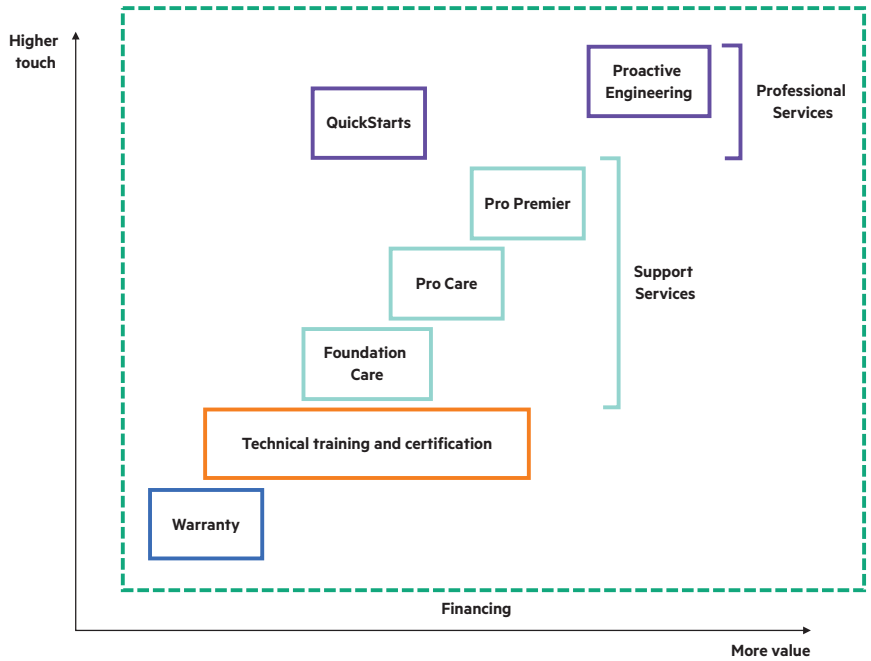 Higher
touch
Proactive
Engineering
Professional
Services
QuickStarts
Pro Premier
Support
Services
Pro Care
Foundation
Care
Technical training and certification
Warranty
Financing
More value